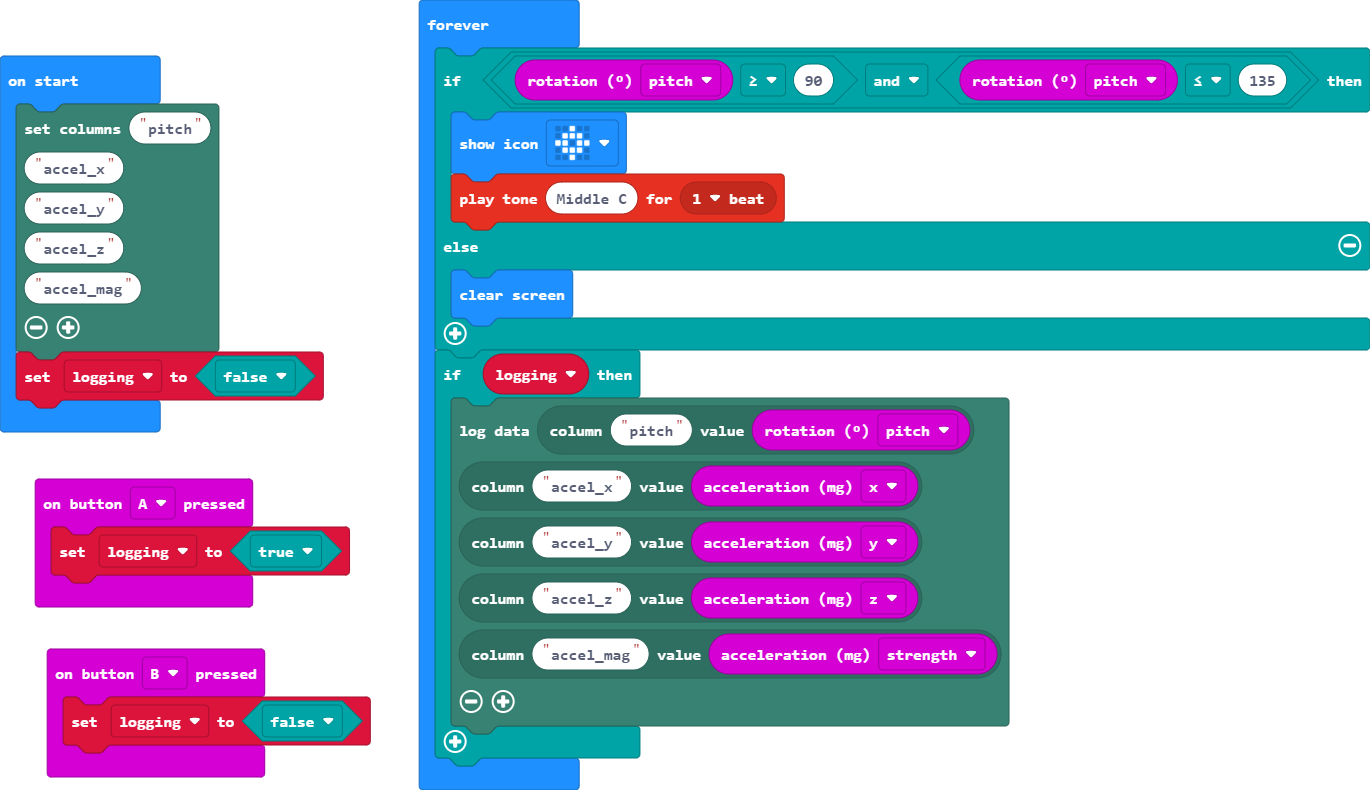 on start
set columns "pitch"
"accel_x"
"accel_y"
"accel_z"
"accel_mag"
set logging to false
on button A pressed
set logging to true
on button B pressed
set logging to false
forever
if rotation (º) pitch ≥ 90 and rotation (º) pitch ≤ 135 then
show icon
play tone Middle C for 1 beat
else
clear screen
if logging then
log data column "pitch" value rotation (º) pitch
column "accel_x" value acceleration (mg) x
column "accel_y" value acceleration (mg) y
column "accel_z" value acceleration (mg) z
column "accel_mag" value acceleration (mg) strength